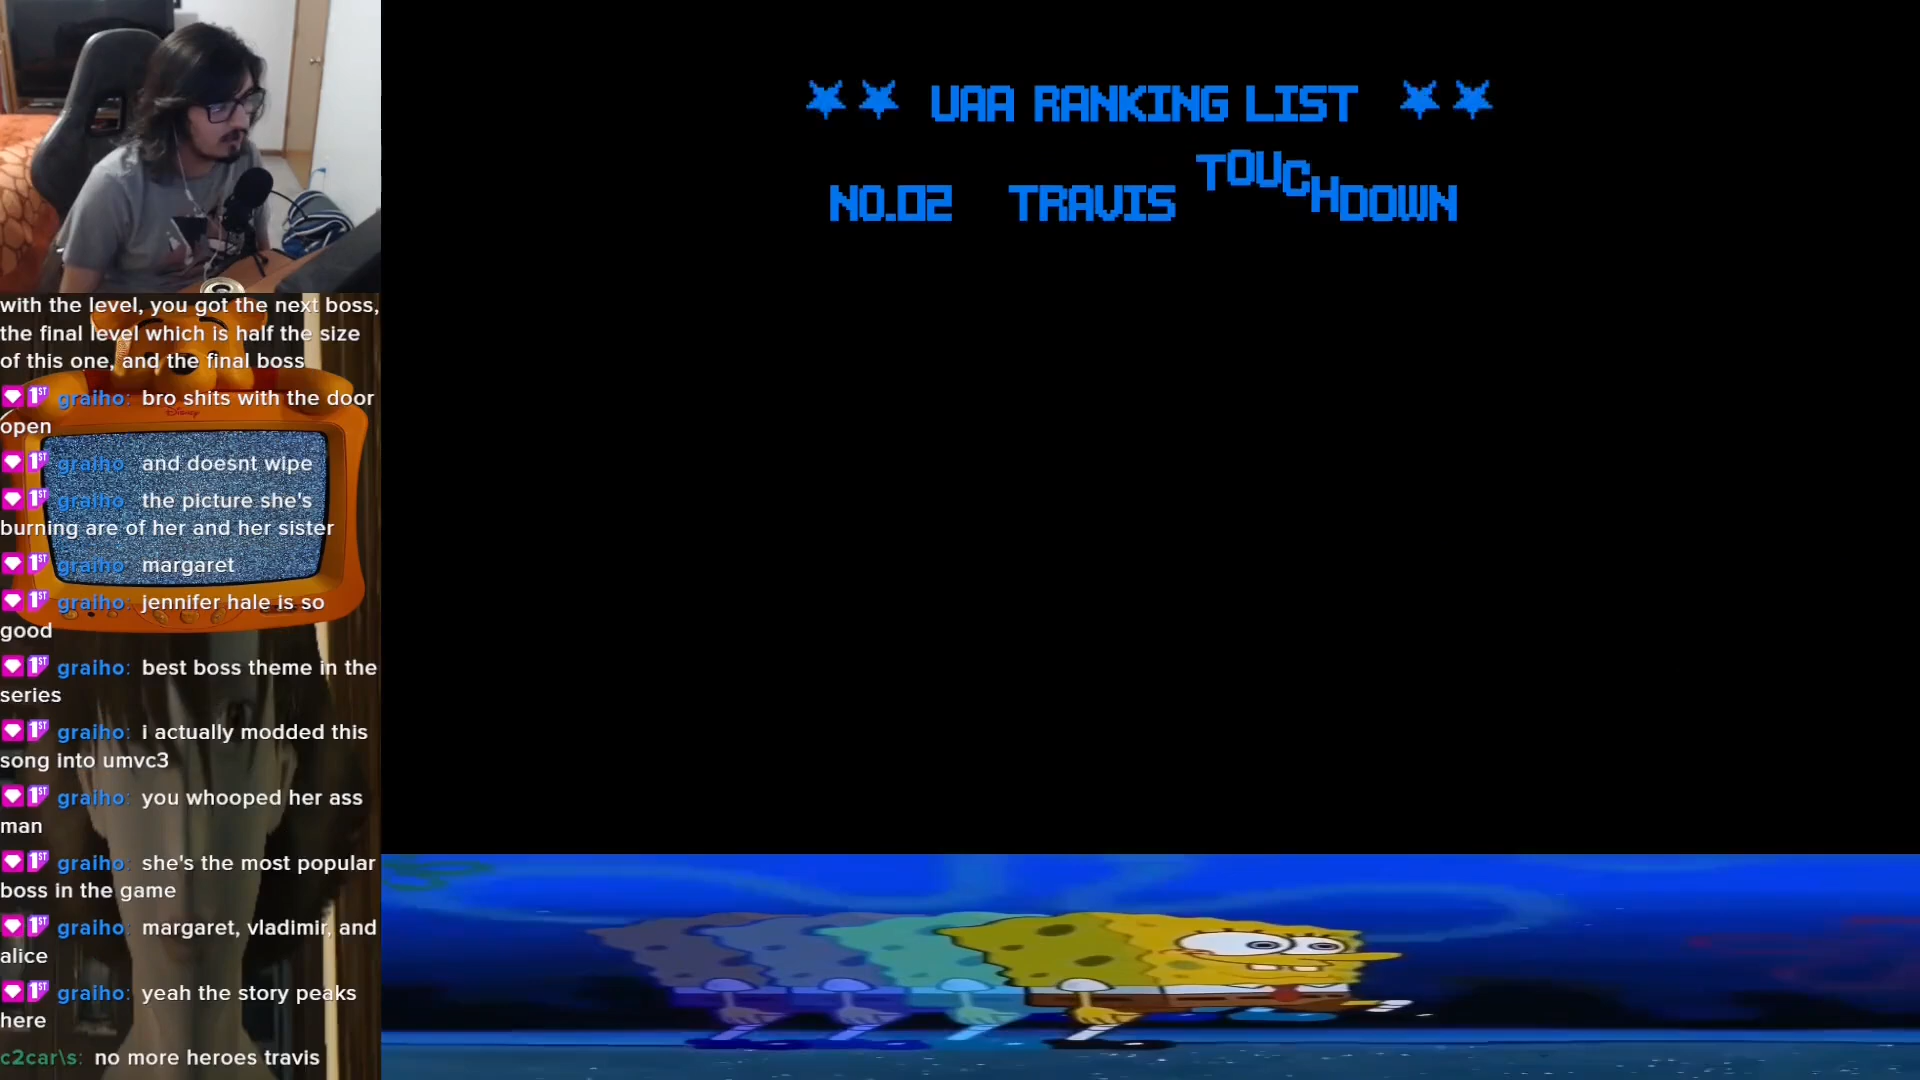 UAA RANKING LIST
NO.02 TRAVIS TOUCHDOWN
with the level, you got the next boss,
the final level which is half the size
of this one, and the final boss
graiho: bro shits with the door
open
graiho: and doesnt wipe
graiho: the picture she's
burning are of her and her sister
graiho: margaret
graiho: jennifer hale is so
good
graiho: best boss theme in the
series
graiho: i actually modded this
song into umvc3
graiho: you whooped her ass
man
graiho: she's the most popular
boss in the game
graiho: margaret, vladimir, and
alice
graiho: yeah the story peaks
here
c2car\s: no more heroes travis
Disney